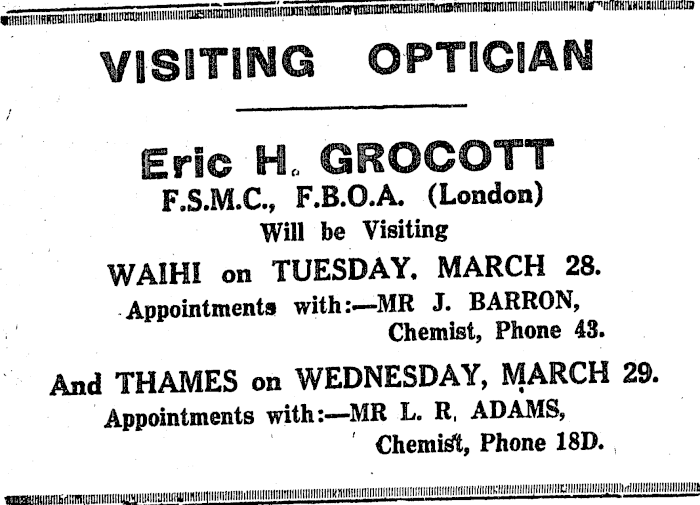 VISITING OPTICIAN
Eric H. GROCOTT
F.S.M.C., F.B.O.A. (London)
Will be Visiting
WAIHI on TUESDAY. MARCH 28.
Appointments with:—MR J. BARRON,
Chemist, Phone 43.
And THAMES on WEDNESDAY, MARCH 29.
Appointments with:—MR L. R. ADAMS,
Chemist, Phone 18D.